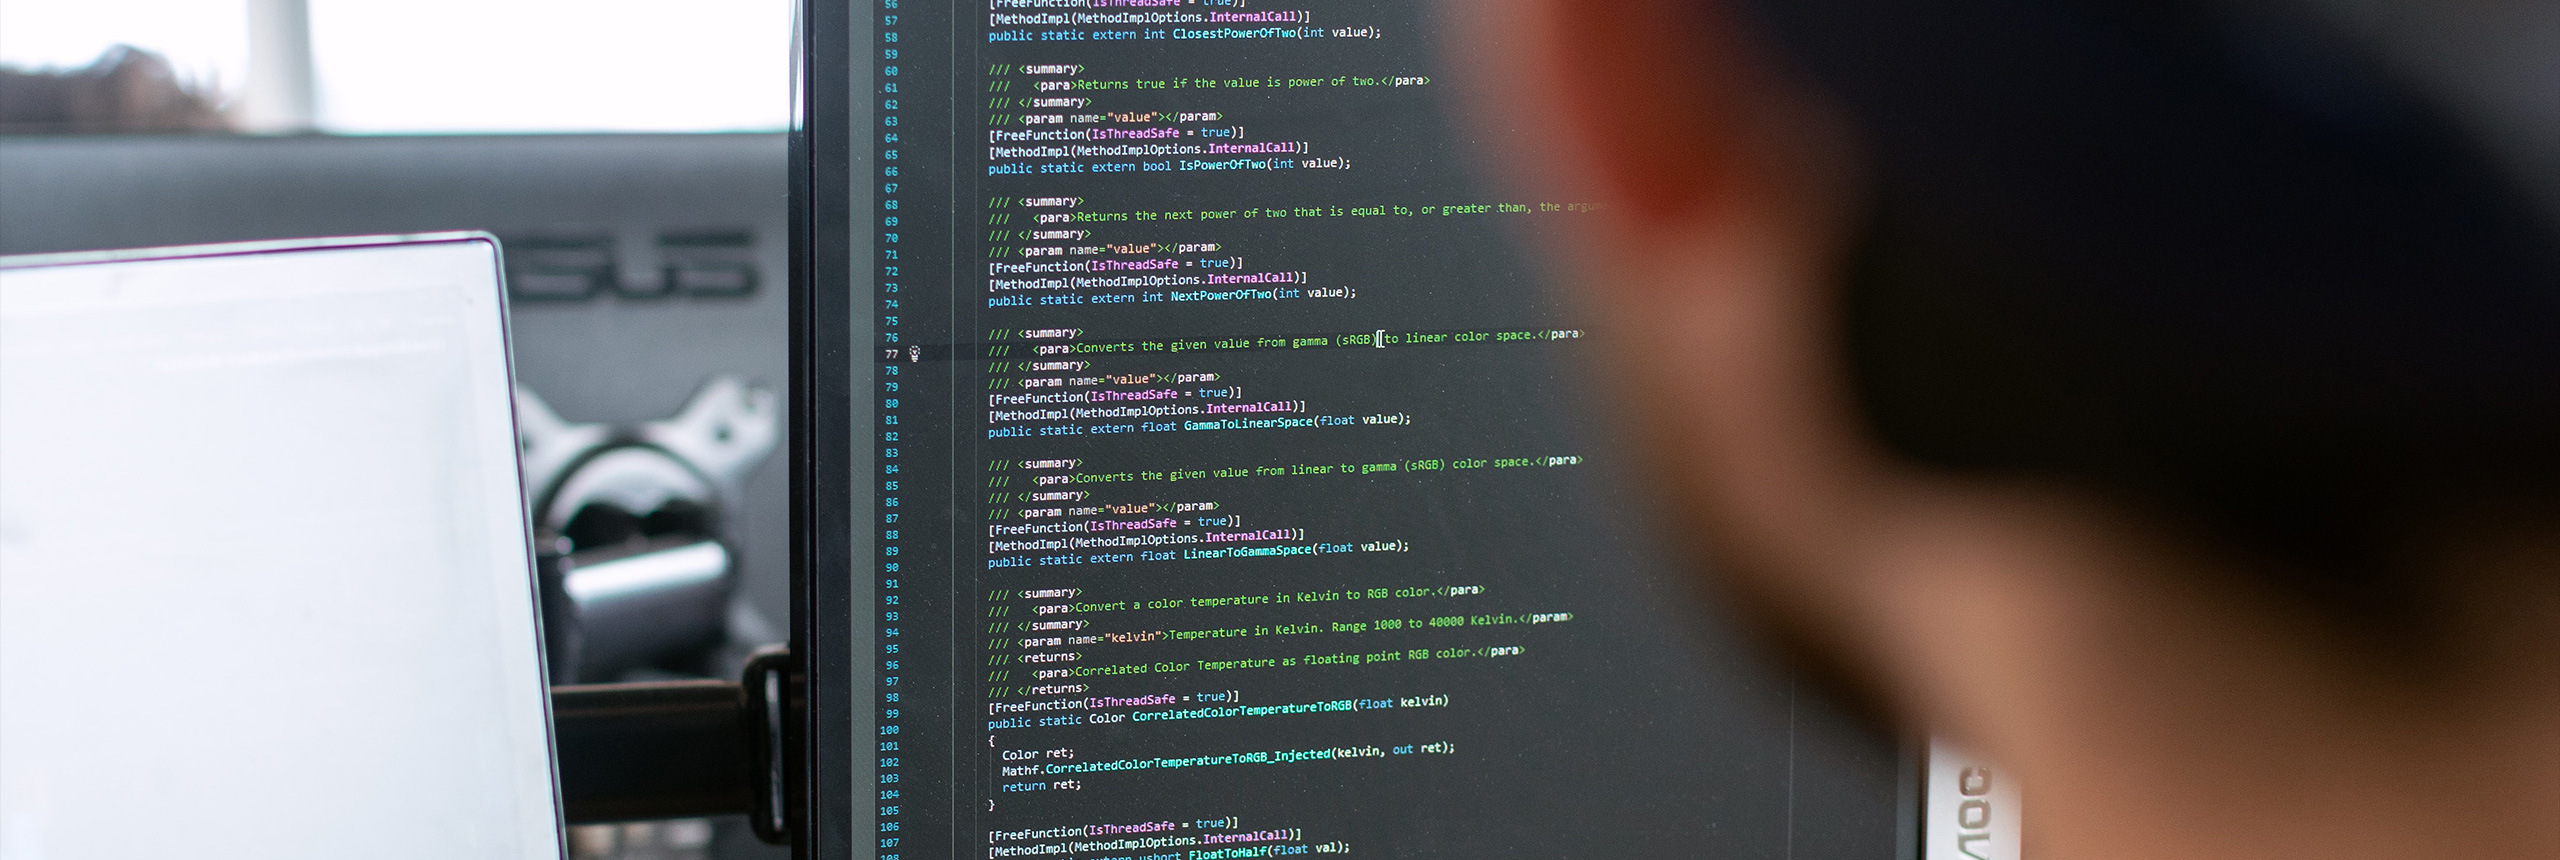 56 [FreeFunction(IsThreadSafe = true)]
57 [MethodImpl(MethodImplOptions.InternalCall)]
58 public static extern int ClosestPowerOfTwo(int value);
59
60 /// <summary>
61 /// <para>Returns true if the value is power of two.</para>
62 /// </summary>
63 /// <param name="value"></param>
64 [FreeFunction(IsThreadSafe = true)]
65 [MethodImpl(MethodImplOptions.InternalCall)]
66 public static extern bool IsPowerOfTwo(int value);
67
68 /// <summary>
69 /// <para>Returns the next power of two that is equal to, or greater than, the
70 /// </summary>
71 /// <param name="value"></param>
72 [FreeFunction(IsThreadSafe = true)]
73 [MethodImpl(MethodImplOptions.InternalCall)]
74 public static extern int NextPowerOfTwo(int value);
75
76 /// <summary>
77 /// <para>Converts the given value from gamma (sRGB) to linear color space.</para>
78 /// </summary>
79 /// <param name="value"></param>
80 [FreeFunction(IsThreadSafe = true)]
81 [MethodImpl(MethodImplOptions.InternalCall)]
82 public static extern float GammaToLinearSpace(float value);
83
84 /// <summary>
85 /// <para>Converts the given value from linear to gamma (sRGB) color space.</para>
86 /// </summary>
87 /// <param name="value"></param>
88 [FreeFunction(IsThreadSafe = true)]
89 [MethodImpl(MethodImplOptions.InternalCall)]
90 public static extern float LinearToGammaSpace(float value);
91
92 /// <summary>
93 /// <para>Convert a color temperature in Kelvin to RGB color.</para>
94 /// </summary>
95 /// <param name="kelvin">Temperature in Kelvin. Range 1000 to 40000 Kelvin.</param>
96 /// <returns>
97 /// <para>Correlated Color Temperature as floating point RGB color.</para>
98 /// </returns>
99 [FreeFunction(IsThreadSafe = true)]
100 public static Color CorrelatedColorTemperatureToRGB(float kelvin)
101 {
102 Color ret;
103 Mathf.CorrelatedColorTemperatureToRGB_Injected(kelvin, out ret);
104 return ret;
105 }
106
107 [FreeFunction(IsThreadSafe = true)]
108 [MethodImpl(MethodImplOptions.InternalCall)]
extern ushort FloatToHalf(float val);
ASUS